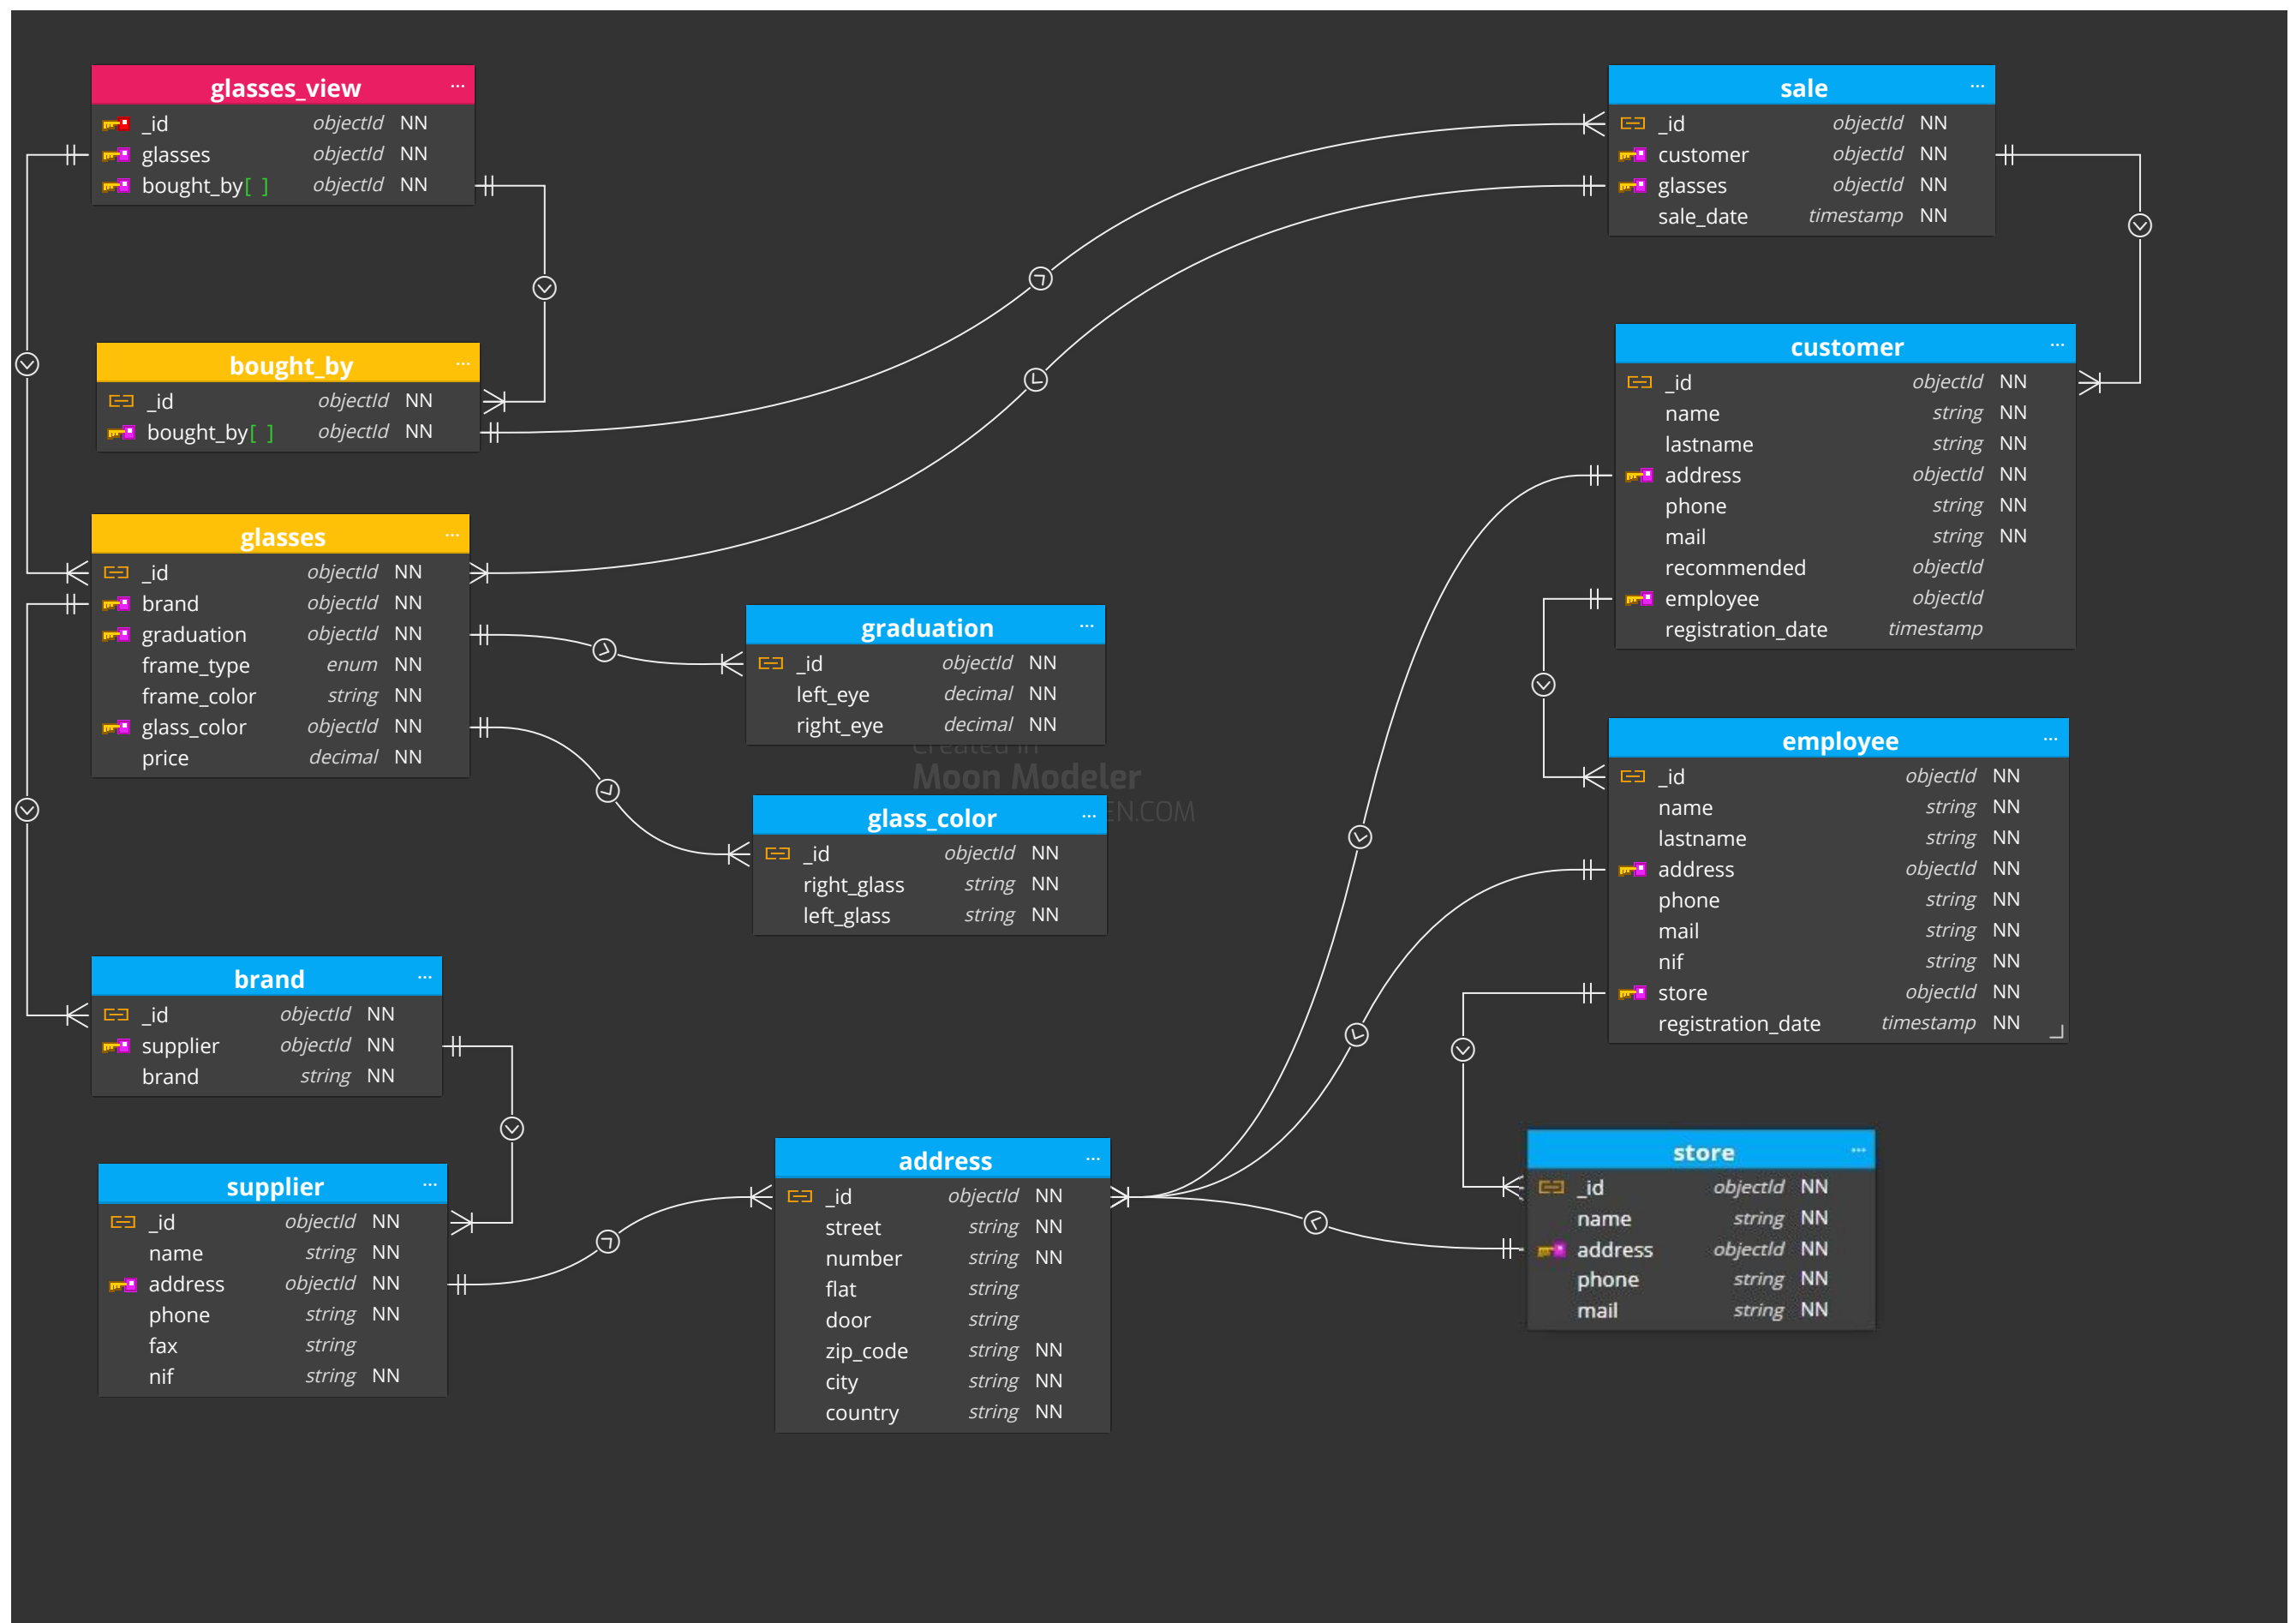 glasses_view ...
_id objectId NN
glasses objectId NN
bought_by[ ] objectId NN
bought_by ...
_id objectId NN
bought_by[ ] objectId NN
glasses ...
_id objectId NN
brand objectId NN
graduation objectId NN
frame_type enum NN
frame_color string NN
glass_color objectId NN
price decimal NN
brand ...
_id objectId NN
supplier objectId NN
brand string NN
supplier ...
_id objectId NN
name string NN
address objectId NN
phone string NN
fax string
nif string NN
graduation ...
_id objectId NN
left_eye decimal NN
right_eye decimal NN
Created in
Moon Modeler
EN.COM
glass_color ...
_id objectId NN
right_glass string NN
left_glass string NN
address ...
_id objectId NN
street string NN
number string NN
flat string
door string
zip_code string NN
city string NN
country string NN
sale ...
_id objectId NN
customer objectId NN
glasses objectId NN
sale_date timestamp NN
customer ...
_id objectId NN
name string NN
lastname string NN
address objectId NN
phone string NN
mail string NN
recommended objectId
employee objectId
registration_date timestamp
employee ...
_id objectId NN
name string NN
lastname string NN
address objectId NN
phone string NN
mail string NN
nif string NN
store objectId NN
registration_date timestamp NN
store ...
_id objectId NN
name string NN
address objectId NN
phone string NN
mail string NN